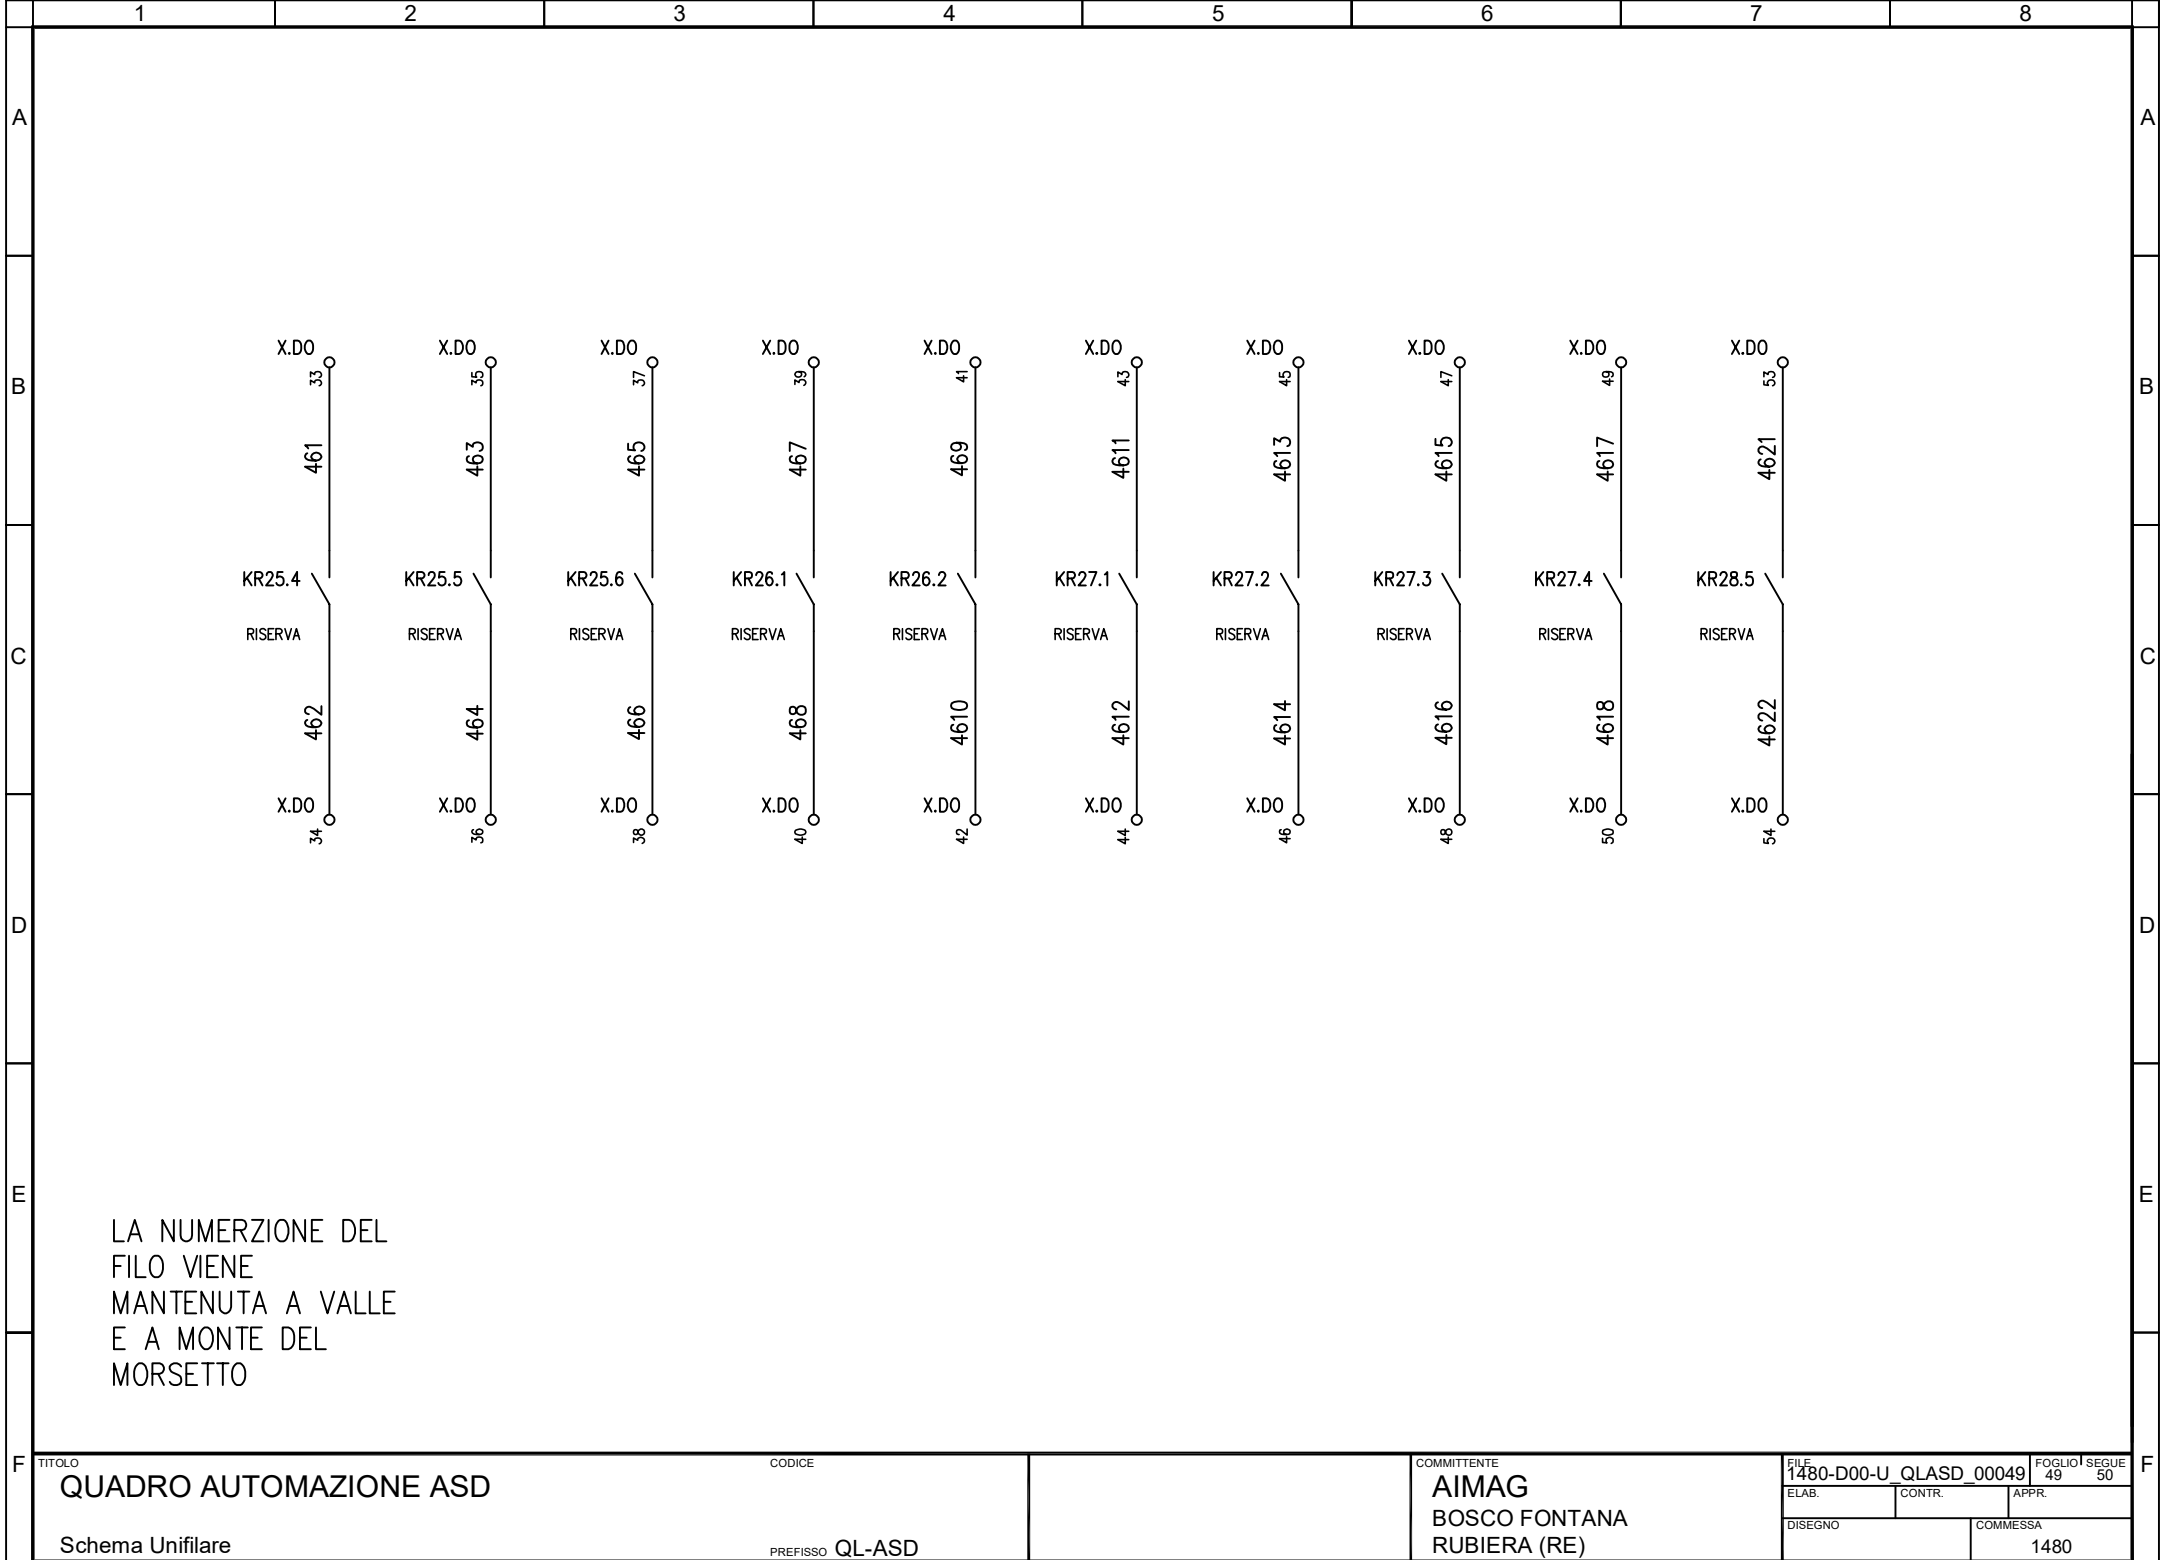 1 2 3 4 5 6 7 8
A A
X.DO X.DO X.DO X.DO X.DO X.DO X.DO X.DO X.DO X.DO
33 35 37 39 41 43 45 47 49 53
B B
461 463 465 467 469 4611 4613 4615 4617 4621
KR25.4 KR25.5 KR25.6 KR26.1 KR26.2 KR27.1 KR27.2 KR27.3 KR27.4 KR28.5
RISERVA RISERVA RISERVA RISERVA RISERVA RISERVA RISERVA RISERVA RISERVA RISERVA
C C
462 464 466 468 4610 4612 4614 4616 4618 4622
X.DO X.DO X.DO X.DO X.DO X.DO X.DO X.DO X.DO X.DO
34 36 38 40 42 44 46 48 50 54
D D
E E
LA NUMERZIONE DEL
FILO VIENE
MANTENUTA A VALLE
E A MONTE DEL
MORSETTO
F F
TITOLO
QUADRO AUTOMAZIONE ASD
Schema Unifilare
CODICE
PREFISSO QL-ASD
COMMITTENTE
AIMAG
BOSCO FONTANA
RUBIERA (RE)
FILE
1480-D00-U_QLASD_00049
FOGLIO SEGUE
49 50
ELAB. CONTR. APPR.
DISEGNO COMMESSA
1480